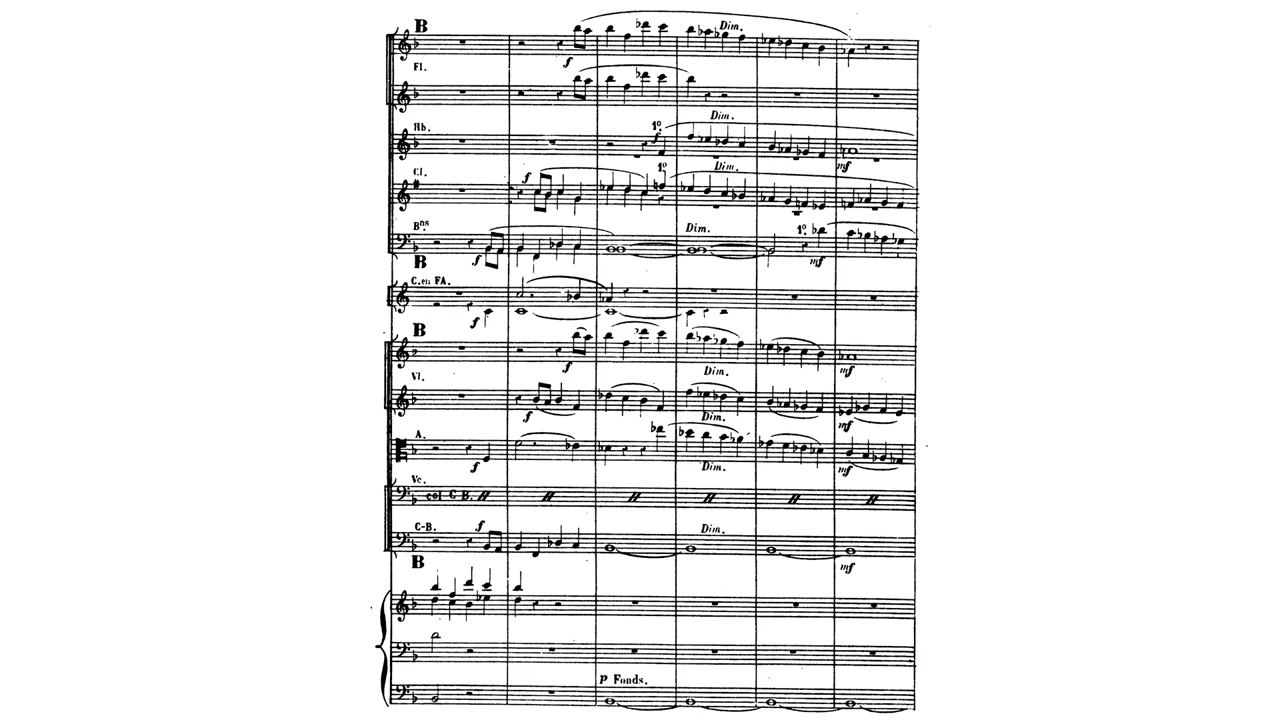 B
Dim.
f
Fl.
Hb.
1º
f
Dim.
mf
Cl.
f
1º
Dim.
Bns
f
Dim.
1º
mf
B
C. en FA.
f
B
f
Dim.
mf
Vl.
f
Dim.
mf
A.
f
Dim.
mf
Vc.
col C-B.
C-B.
f
Dim.
mf
B
P Fonds.